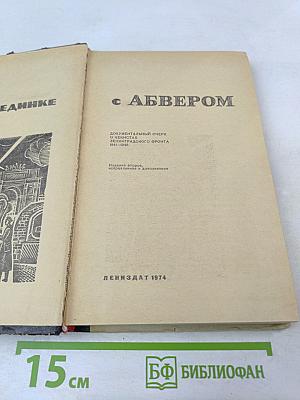 ЕДИНКЕ
с АБВЕРОМ
ДОКУМЕНТАЛЬНЫЙ ОЧЕРК
О ЧЕКИСТАХ
ЛЕНИНГРАДСКОГО ФРОНТА
1941—1945
Издание второе,
исправленное и дополненное
ЛЕНИЗДАТ 1974
15 СМ
БФ БИБЛИОФАН